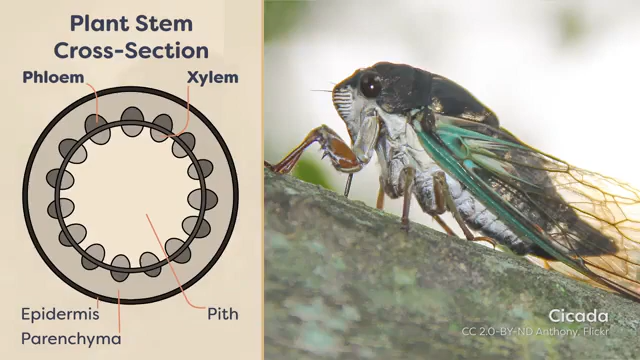 Plant Stem
Cross-Section
Phloem
Xylem
Epidermis
Pith
Parenchyma
Cicada
CC 2.0-BY-ND Anthony, Flickr